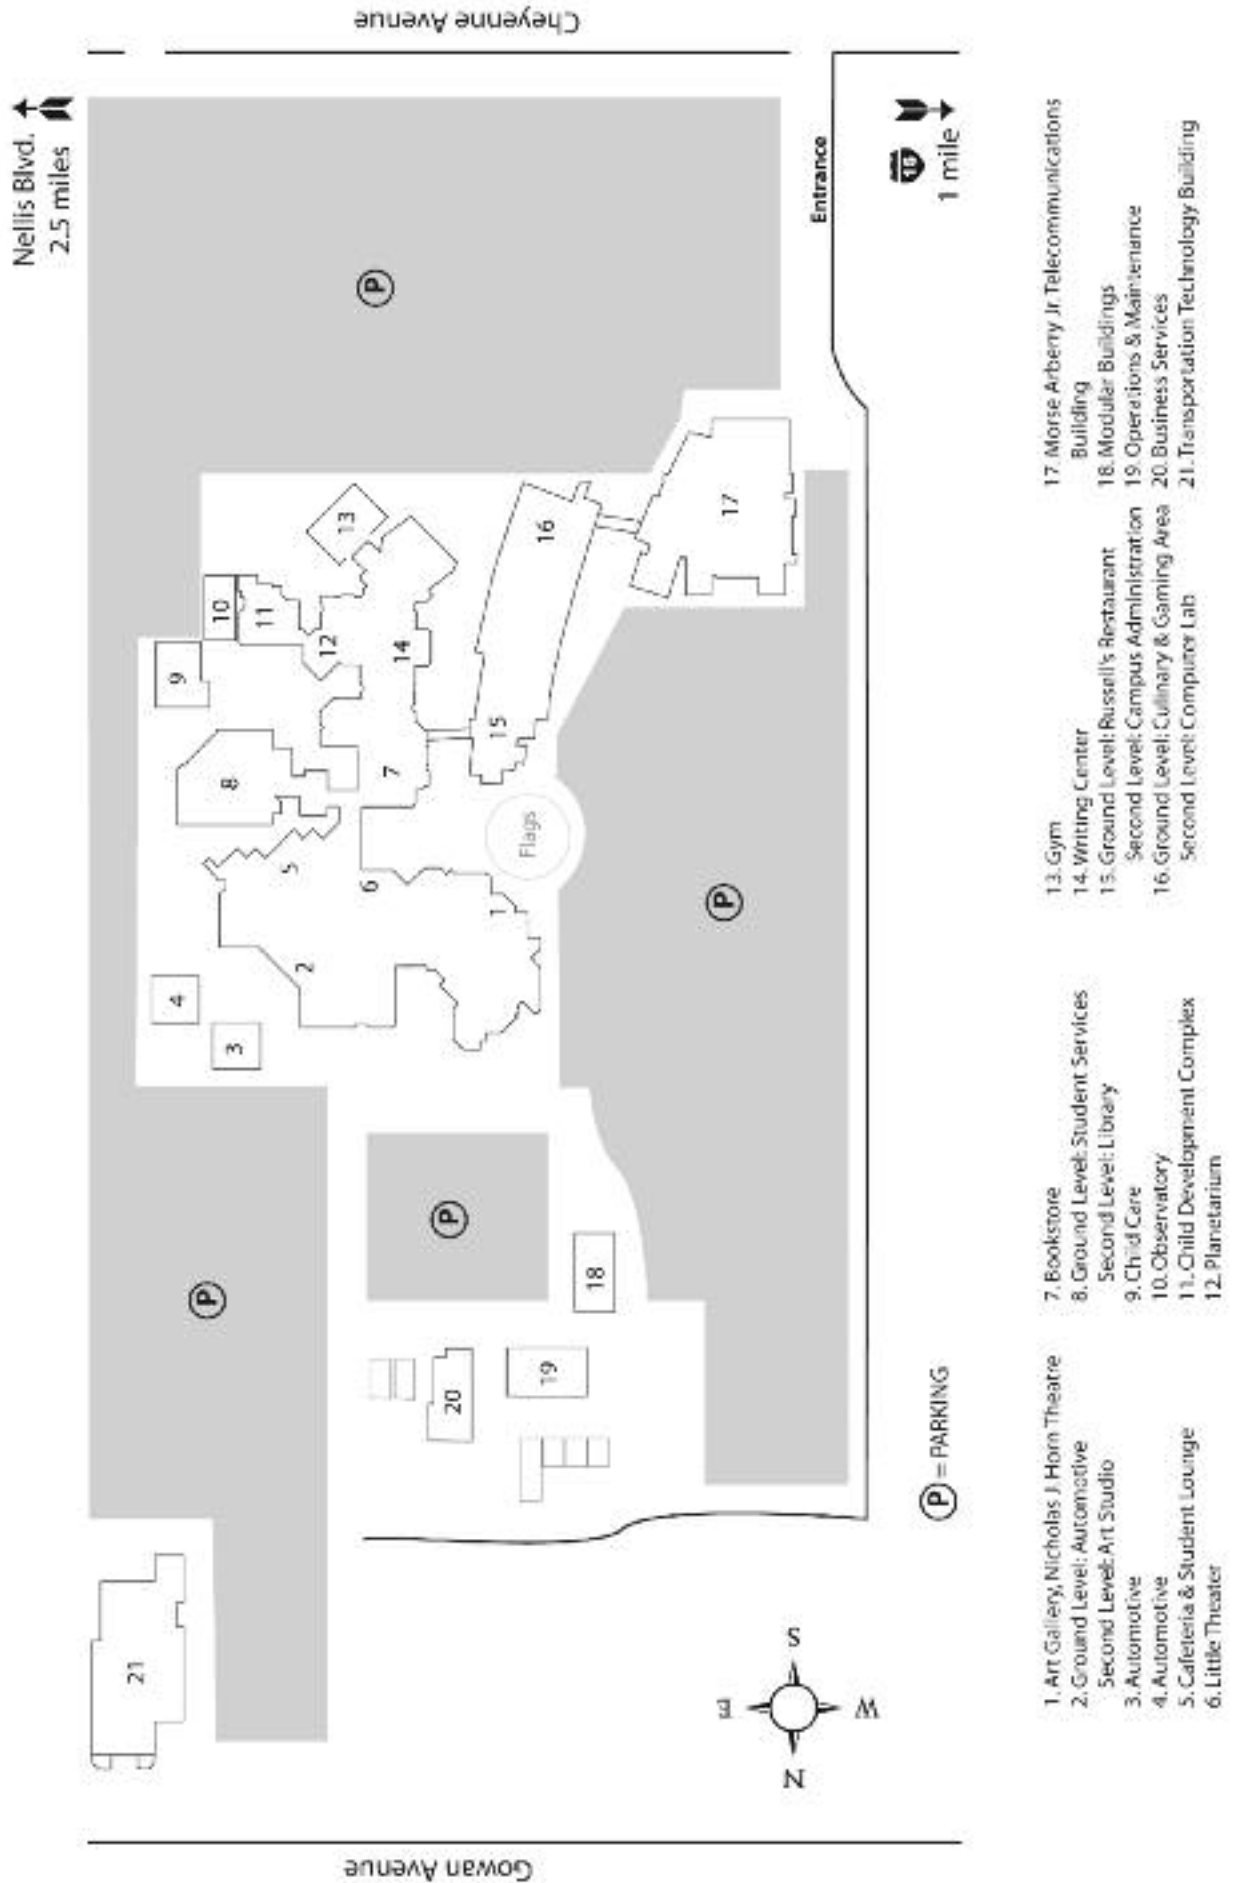 Cheyenne Avenue
Nellis Blvd.
2.5 miles
P
Entrance
15
1 mile
13
10
11
12
9
14
16
17
8
7
15
5
6
Flags
1
P
2
4
3
P
P
18
20
19
21
P = PARKING
N
E
S
W
Gowan Avenue
1. Art Gallery, Nicholas J. Horn Theatre
2. Ground Level: Automotive
Second Level: Art Studio
3. Automotive
4. Automotive
5. Cafeteria & Student Lounge
6. Little Theater
7. Bookstore
8. Ground Level: Student Services
Second Level: Library
9. Child Care
10. Observatory
11. Child Development Complex
12. Planetarium
13. Gym
14. Writing Center
15. Ground Level: Russell's Restaurant
Second Level: Campus Administration
16. Ground Level: Culinary & Gaming Area
Second Level: Computer Lab
17. Morse Arberry Jr. Telecommunications
Building
18. Modular Buildings
19. Operations & Maintenance
20. Business Services
21. Transportation Technology Building